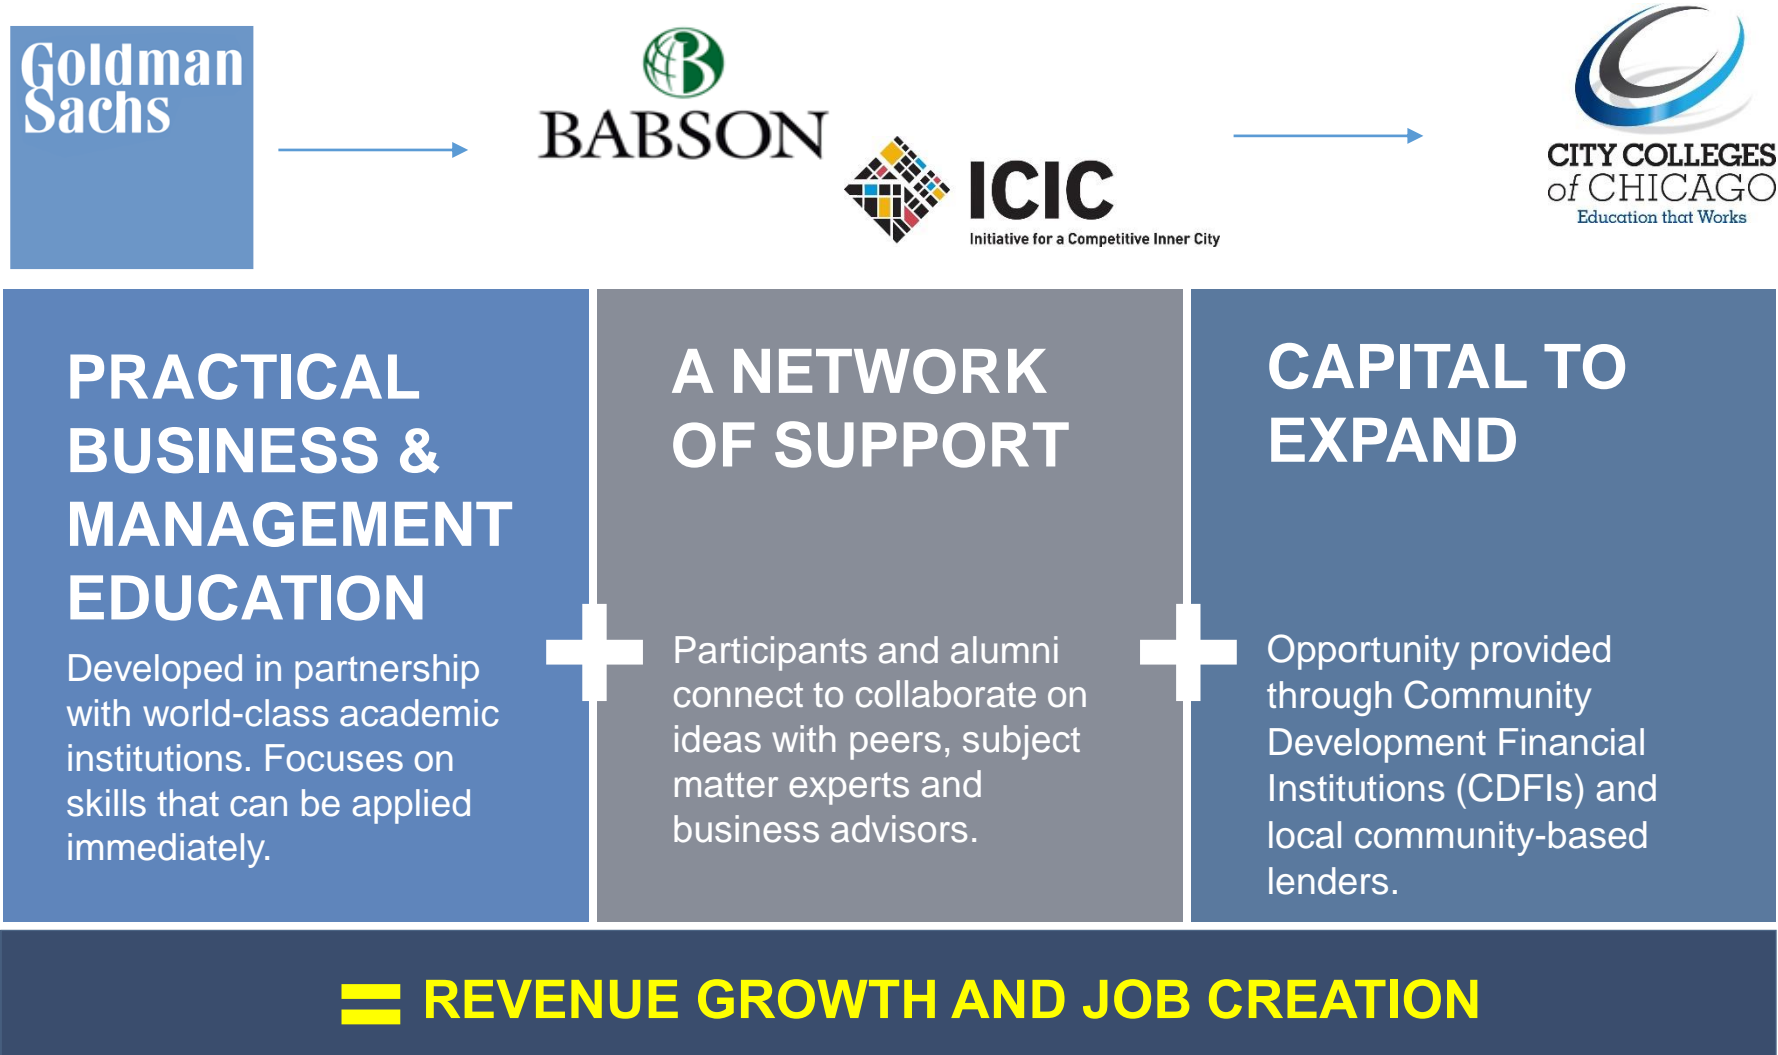 Goldman
Sachs
BABSON
ICIC
Initiative for a Competitive Inner City
CITY COLLEGES
of CHICAGO
Education that Works
PRACTICAL
BUSINESS &
MANAGEMENT
EDUCATION
Developed in partnership
with world-class academic
institutions. Focuses on
skills that can be applied
immediately.
+
A NETWORK
OF SUPPORT
Participants and alumni
connect to collaborate on
ideas with peers, subject
matter experts and
business advisors.
+
CAPITAL TO
EXPAND
Opportunity provided
through Community
Development Financial
Institutions (CDFIs) and
local community-based
lenders.
= REVENUE GROWTH AND JOB CREATION